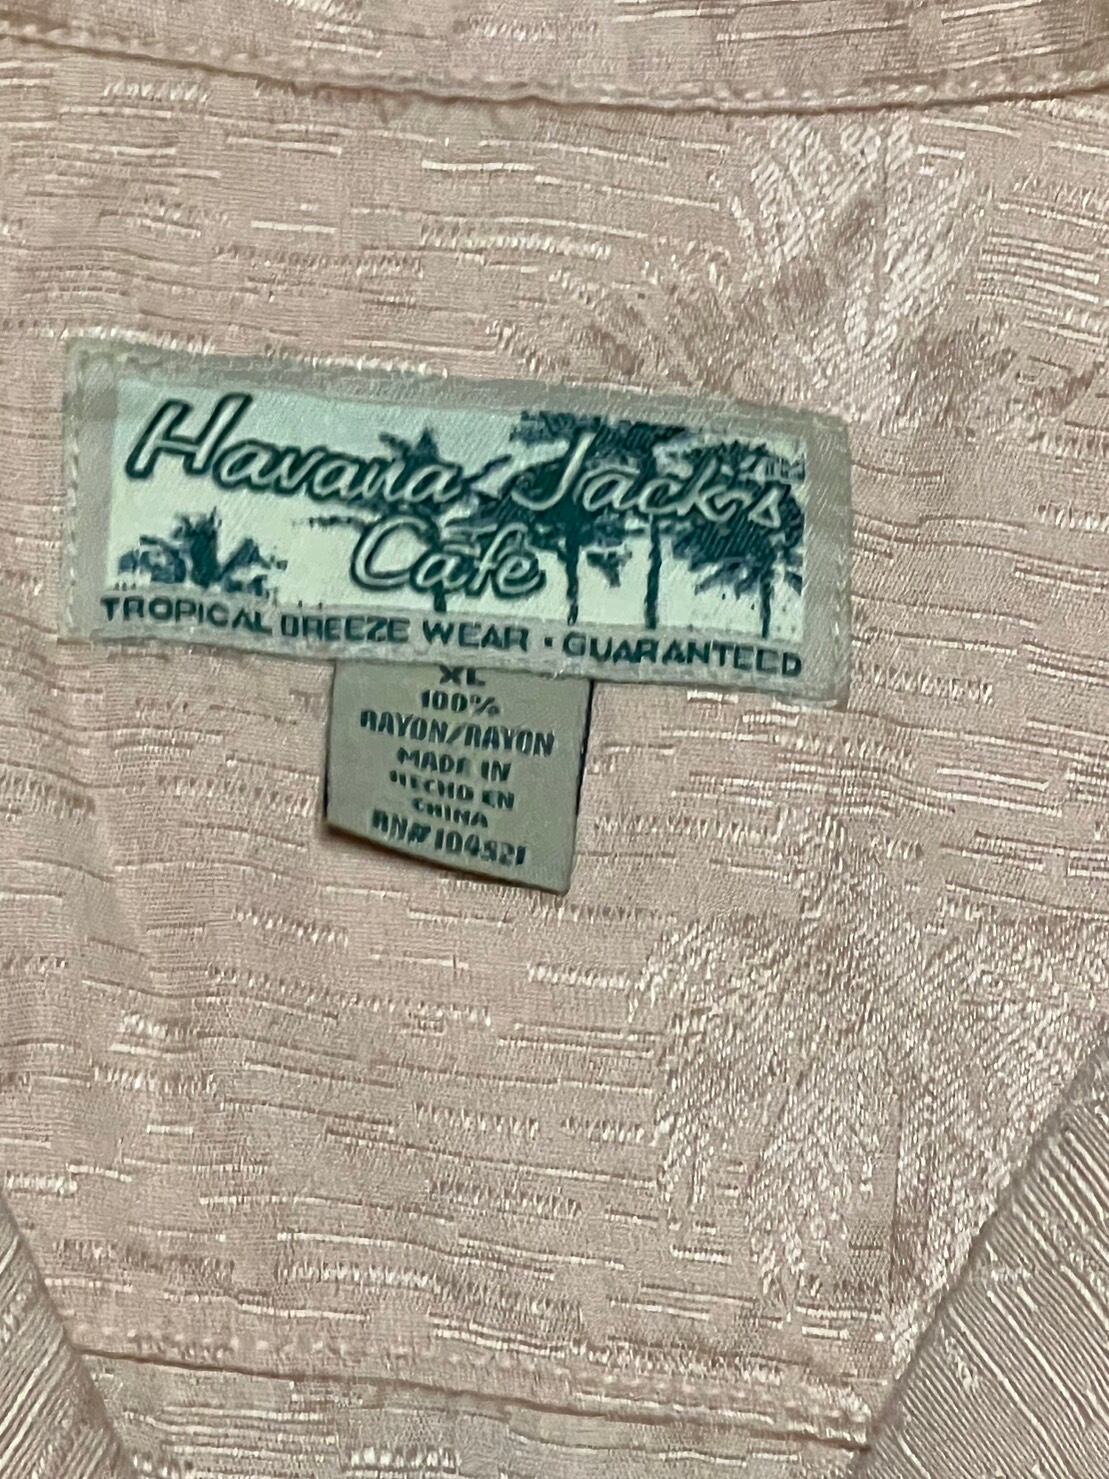 Havana Jack's
Cafe
TROPICAL BREEZE WEAR • GUARANTEED
XL
100%
RAYON/RAYON
MADE IN
HECHO EN
CHINA
RN#104521